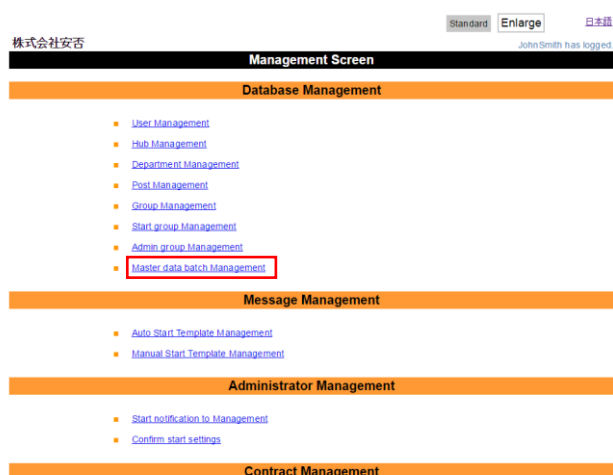 Standard Enlarge 日本語
株式会社安否
John Smith has logged
Management Screen
Database Management
User Management
Hub Management
Department Management
Post Management
Group Management
Start group Management
Admin group Management
Master data batch Management
Message Management
Auto Start Template Management
Manual Start Template Management
Administrator Management
Start notification to Management
Confirm start settings
Contract Management